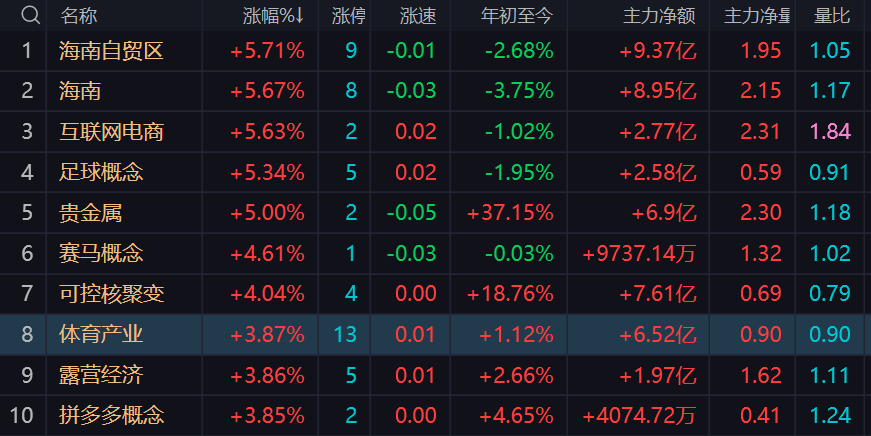 名称 涨幅%↓ 涨停 涨速 年初至今 主力净额 主力净量 量比
1 海南自贸区 +5.71% 9 -0.01 -2.68% +9.37亿 1.95 1.05
2 海南 +5.67% 8 -0.03 -3.75% +8.95亿 2.15 1.17
3 互联网电商 +5.63% 2 0.02 -1.02% +2.77亿 2.31 1.84
4 足球概念 +5.34% 5 0.02 -1.95% +2.58亿 0.59 0.91
5 贵金属 +5.00% 2 -0.05 +37.15% +6.9亿 2.30 1.18
6 赛马概念 +4.61% 1 -0.03 -0.03% +9737.14万 1.32 1.02
7 可控核聚变 +4.04% 4 0.00 +18.76% +7.61亿 0.69 0.79
8 体育产业 +3.87% 13 0.01 +1.12% +6.52亿 0.90 0.90
9 露营经济 +3.86% 5 0.01 +2.66% +1.97亿 1.62 1.11
10 拼多多概念 +3.85% 2 0.00 +4.65% +4074.72万 0.41 1.24